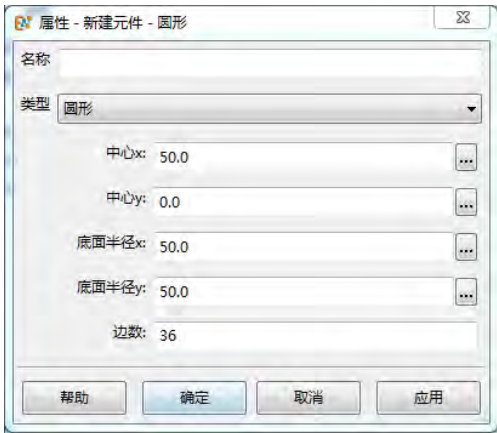 属性 - 新建元件 - 圆形
名称
类型 圆形
中心x: 50.0 ...
中心y: 0.0 ...
底面半径x: 50.0 ...
底面半径y: 50.0 ...
边数: 36
帮助 确定 取消 应用